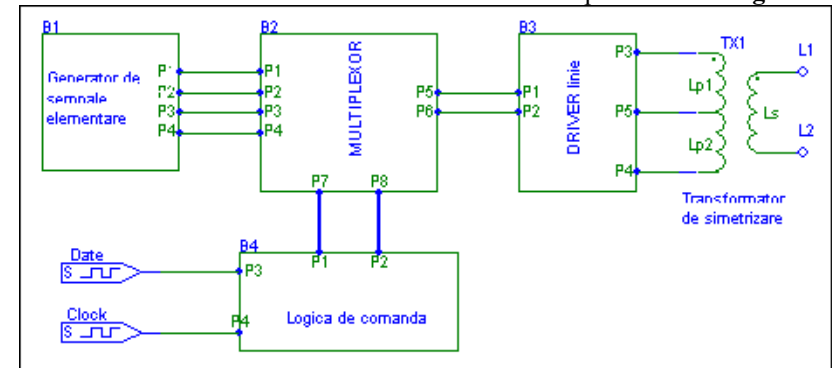 B1
Generator de
semnale
elementare
P1
P2
P3
P4
B2
P1
P2
P3
P4
MULTIPLEXOR
P5
P6
P7
P8
B3
P1
P2
DRIVER linie
P3
P5
P4
TX1
Lp1
Lp2
Ls
L1
L2
Transformator
de simetrizare
Date
S
Clock
S
B4
P1
P2
P3
P4
Logica de comanda